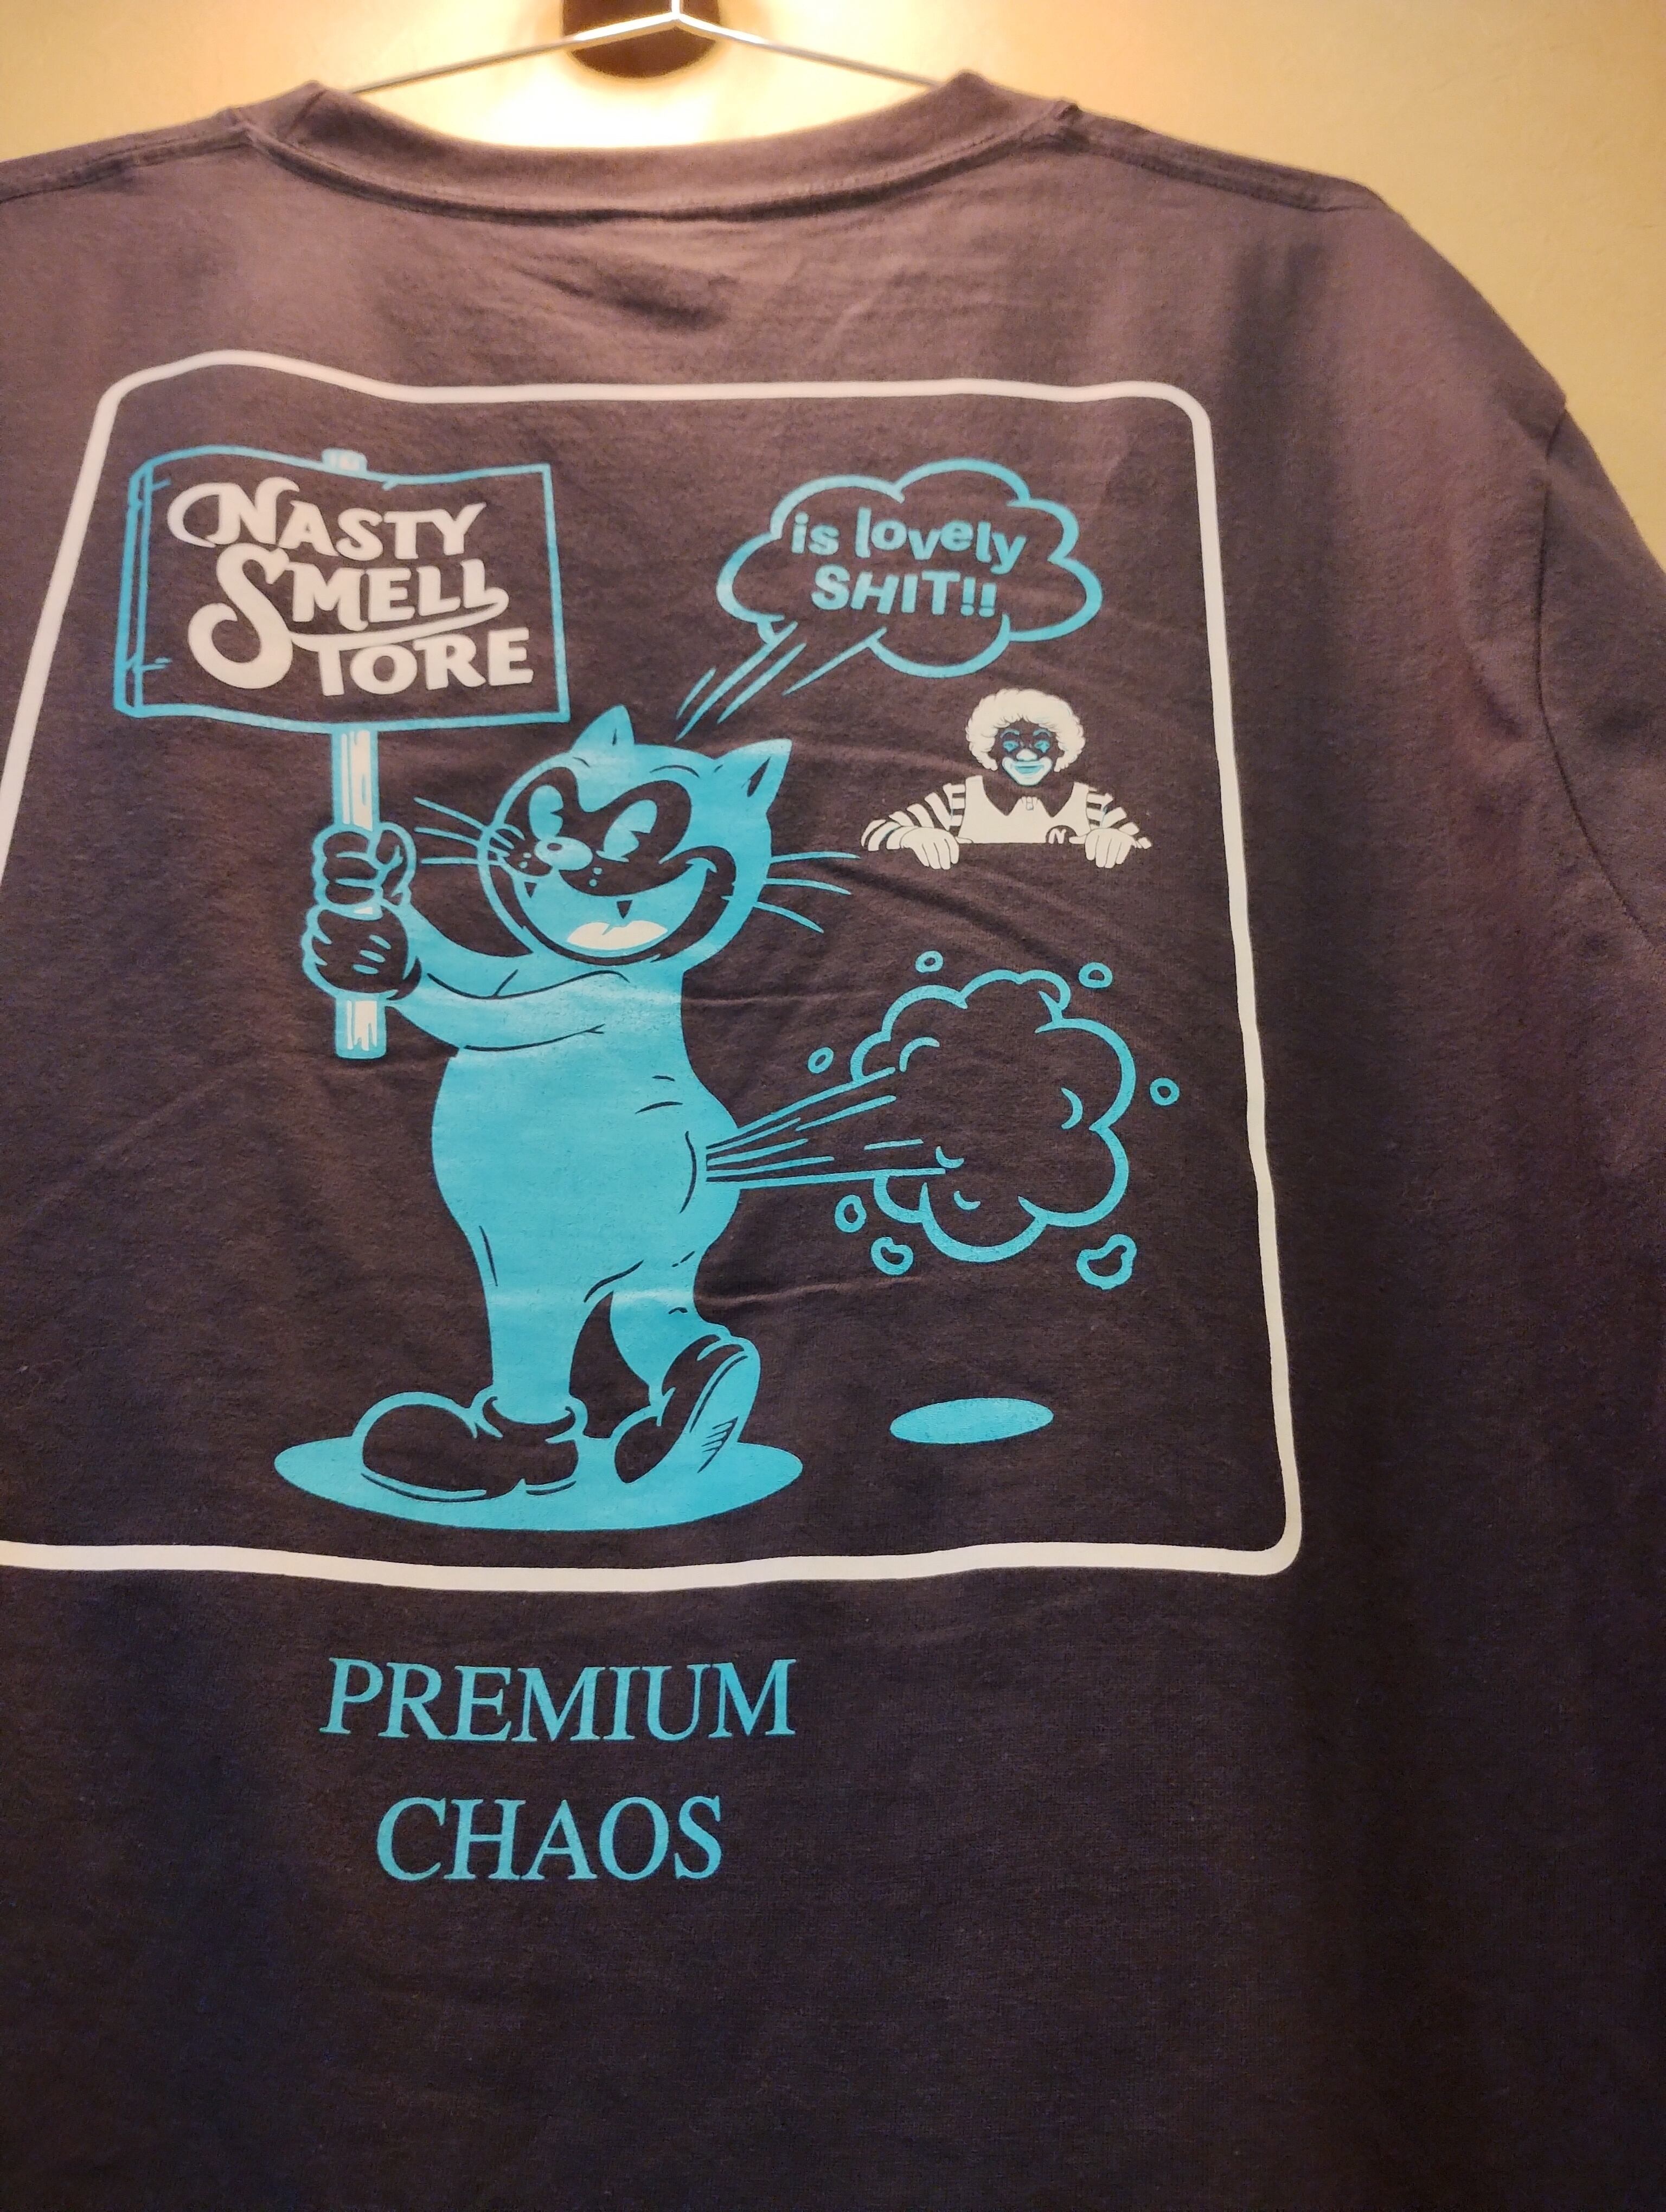 NASTY
SMELL
STORE
is lovely
SHIT!!
N
PREMIUM
CHAOS